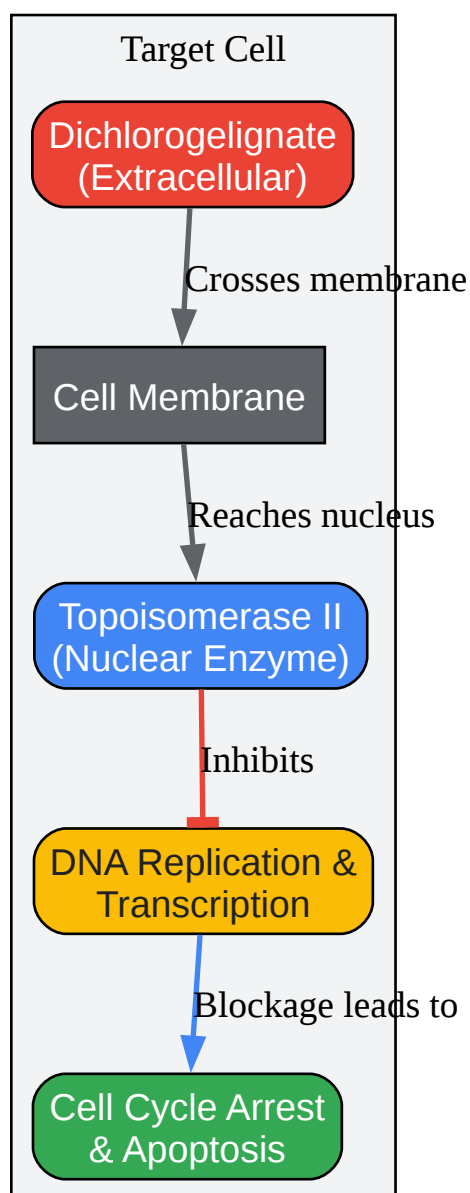 Target Cell
Dichlorogelignate
(Extracellular)
Crosses membrane
Cell Membrane
Reaches nucleus
Topoisomerase II
(Nuclear Enzyme)
Inhibits
DNA Replication &
Transcription
Blockage leads to
Cell Cycle Arrest
& Apoptosis